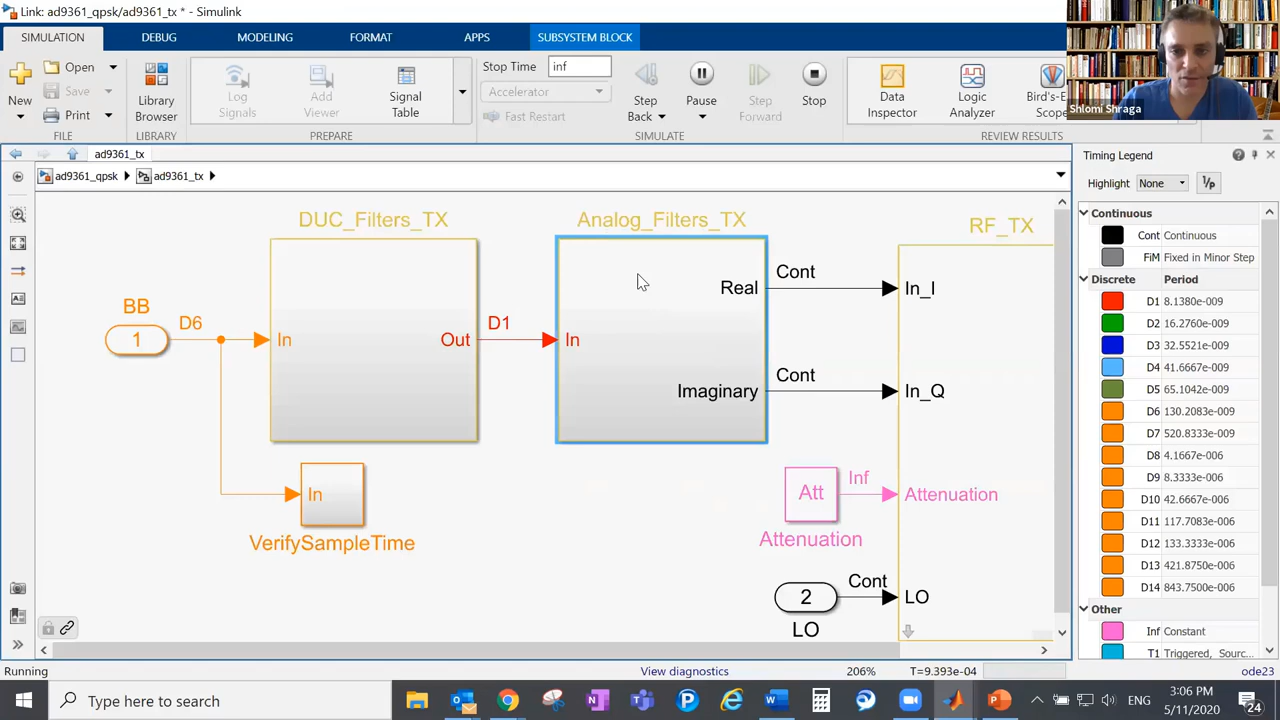 Link: ad9361_qpsk/ad9361_tx * - Simulink
SIMULATION
DEBUG
MODELING
FORMAT
APPS
SUBSYSTEM BLOCK
New
Open
Save
Print
FILE
Library Browser
LIBRARY
Log Signals
Add Viewer
Signal Table
PREPARE
Stop Time inf
Accelerator
Fast Restart
Step Back
Pause
Step Forward
Stop
SIMULATE
Data Inspector
Logic Analyzer
Bird's-E
Scope
REVIEW RESULTS
Shlomi Shraga
ad9361_tx
ad9361_qpsk
ad9361_tx
DUC_Filters_TX
Analog_Filters_TX
RF_TX
BB
1
D6
In
Out
D1
In
Real
Imaginary
Cont
Cont
In_I
In_Q
In
VerifySampleTime
Att
Inf
Attenuation
Attenuation
2
Cont
LO
LO
Timing Legend
Highlight None
1/P
Continuous
Cont Continuous
FiM Fixed in Minor Step
Discrete Period
D1 8.1380e-009
D2 16.2760e-009
D3 32.5521e-009
D4 41.6667e-009
D5 65.1042e-009
D6 130.2083e-009
D7 520.8333e-009
D8 4.1667e-006
D9 8.3333e-006
D10 42.6667e-006
D11 117.7083e-006
D12 133.3333e-006
D13 421.8750e-006
D14 843.7500e-006
Other
Inf Constant
T1 Triggered, Sourc...
Running
View diagnostics
206%
T=9.393e-04
ode23
Type here to search
ENG
3:06 PM
5/11/2020
24